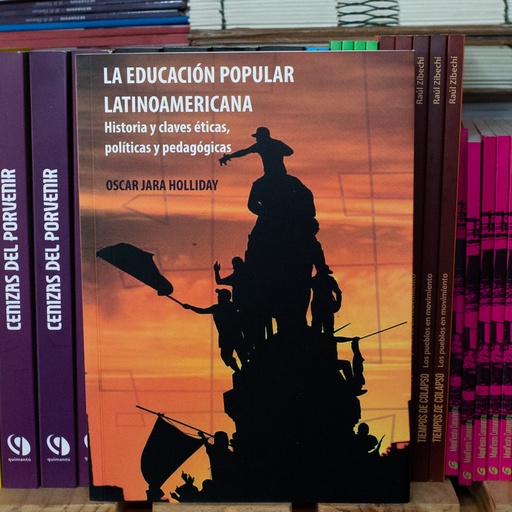 LA EDUCACIÓN POPULAR
LATINOAMERICANA
Historia y claves éticas,
políticas y pedagógicas
OSCAR JARA HOLLIDAY
CENIZAS DEL PORVENIR
quimantú
CENIZAS DEL PORVENIR
quimantú
Raúl Zibechi
Raúl Zibechi
Raúl Zibechi
TIEMPOS DE COLAPSO
Los pueblos en movimiento
TIEMPOS DE COLAPSO
Los pueblos en movimiento